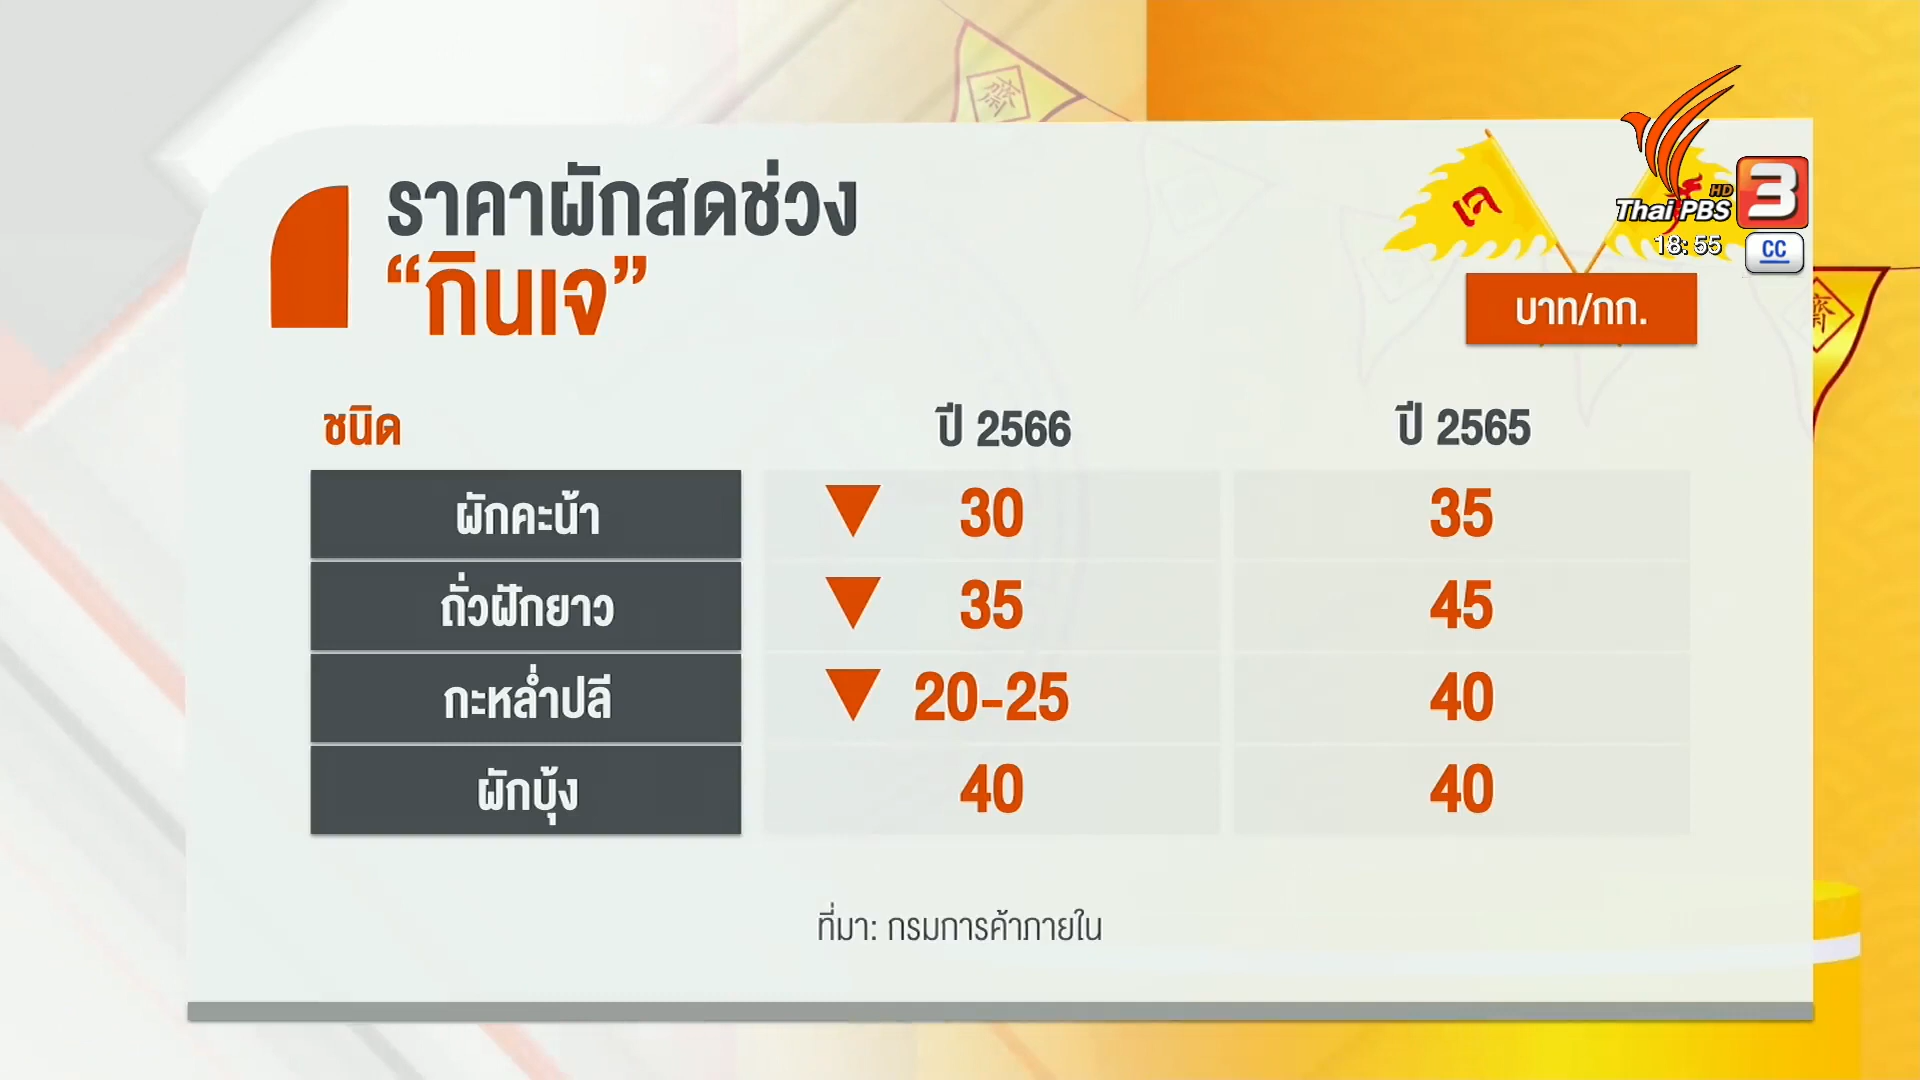 ราคาผักสดช่วง
“กินเจ”
เจ
Thai PBS HD 3
18:55 CC
บาท/กก.
齋
齋
ชนิด ปี 2566 ปี 2565
ผักคะน้า ▼ 30 35
ถั่วฝักยาว ▼ 35 45
กะหล่ำปลี ▼ 20-25 40
ผักบุ้ง 40 40
ที่มา: กรมการค้าภายใน